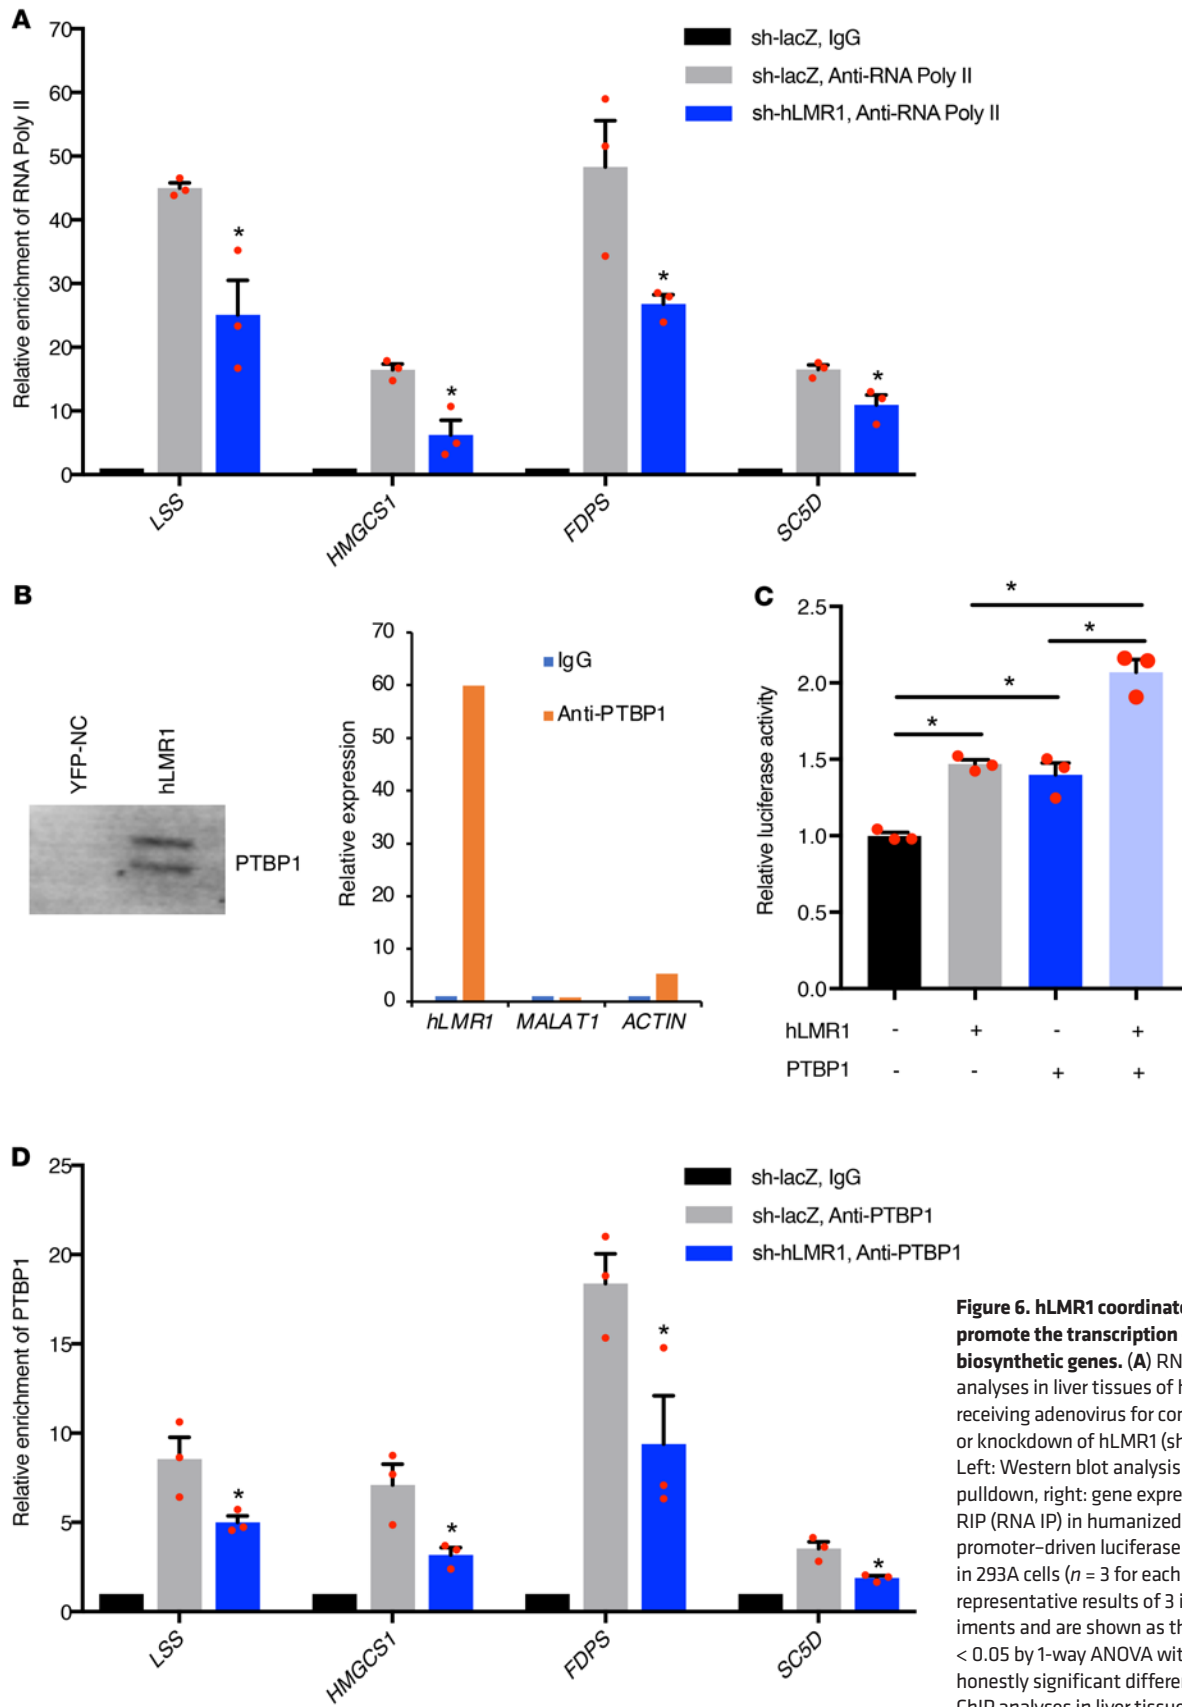 A
70
60
50
40
30
20
10
0
Relative enrichment of RNA Poly II
sh-lacZ, IgG
sh-lacZ, Anti-RNA Poly II
sh-hLMR1, Anti-RNA Poly II
*
*
*
*
LSS
HMGCS1
FDPS
SC5D
B
YFP-NC
hLMR1
PTBP1
70
60
50
40
30
20
10
0
Relative expression
IgG
Anti-PTBP1
hLMR1
MALAT1
ACTIN
C
2.5
2.0
1.5
1.0
0.5
0.0
Relative luciferase activity
*
*
*
*
hLMR1 - + - +
PTBP1 - - + +
D
25
20
15
10
5
0
Relative enrichment of PTBP1
sh-lacZ, IgG
sh-lacZ, Anti-PTBP1
sh-hLMR1, Anti-PTBP1
*
*
*
*
LSS
HMGCS1
FDPS
SC5D
Figure 6. hLMR1 coordinate
promote the transcription
biosynthetic genes. (A) RN
analyses in liver tissues of h
receiving adenovirus for con
or knockdown of hLMR1 (sh
Left: Western blot analysis
pulldown, right: gene expre
RIP (RNA IP) in humanized
promoter–driven luciferase
in 293A cells (n = 3 for each
representative results of 3 i
iments and are shown as th
< 0.05 by 1-way ANOVA wit
honestly significant differen
ChIP analyses in liver tissue